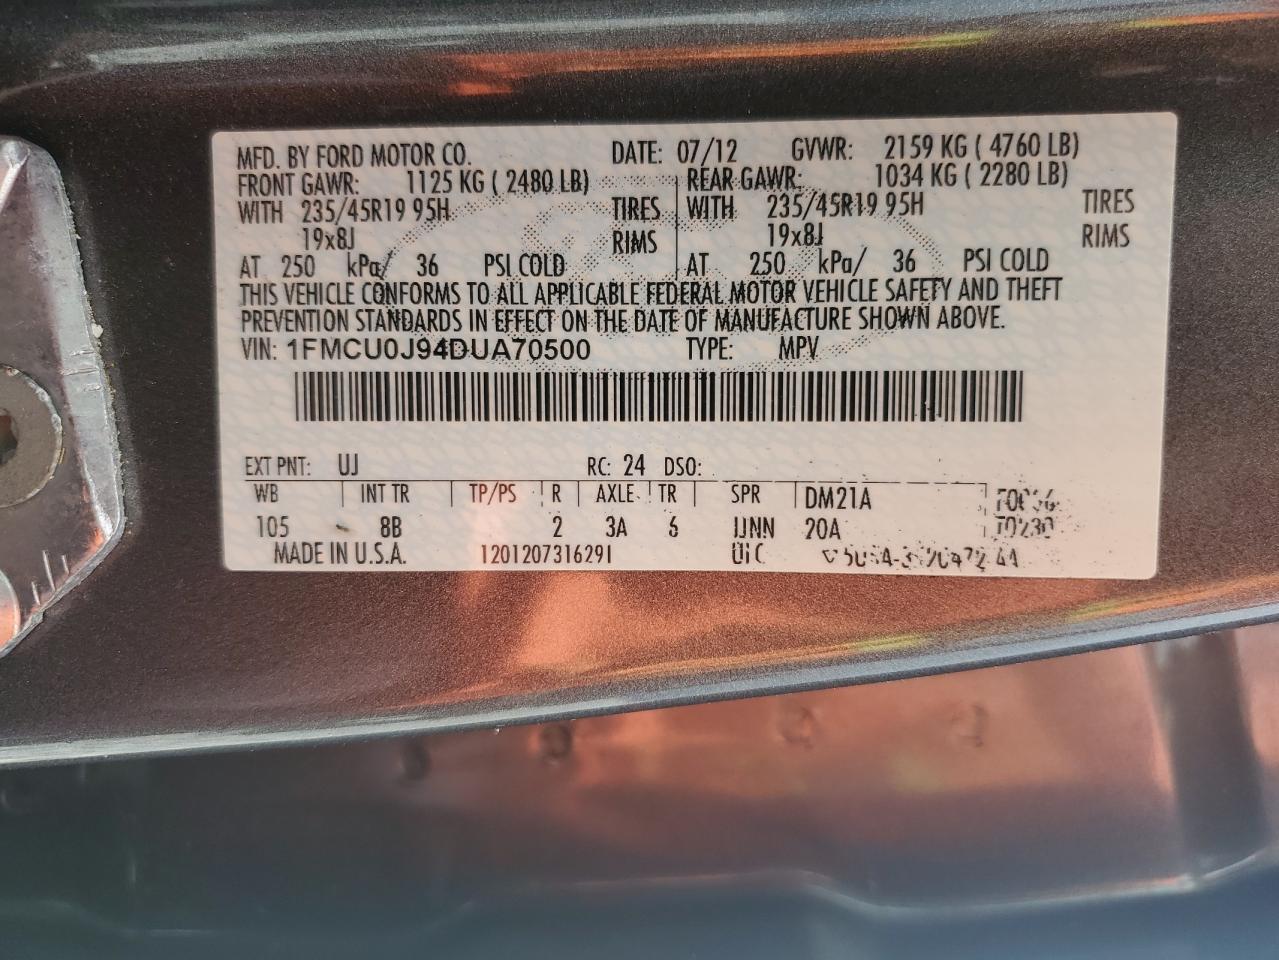 MFD. BY FORD MOTOR CO. DATE: 07/12 GVWR: 2159 KG ( 4760 LB)
FRONT GAWR: 1125 KG ( 2480 LB) REAR GAWR: 1034 KG ( 2280 LB)
WITH 235/45R19 95H TIRES WITH 235/45R19 95H TIRES
19x8J RIMS 19x8J RIMS
AT 250 kPa/ 36 PSI COLD AT 250 kPa/ 36 PSI COLD
THIS VEHICLE CONFORMS TO ALL APPLICABLE FEDERAL MOTOR VEHICLE SAFETY AND THEFT
PREVENTION STANDARDS IN EFFECT ON THE DATE OF MANUFACTURE SHOWN ABOVE.
VIN: 1FMCU0J94DUA70500 TYPE: MPV
EXT PNT: UJ RC: 24 DSO:
WB INT TR TP/PS R AXLE TR SPR DM21A
105 8B 2 3A 6 20A
MADE IN U.S.A. 1201207316291